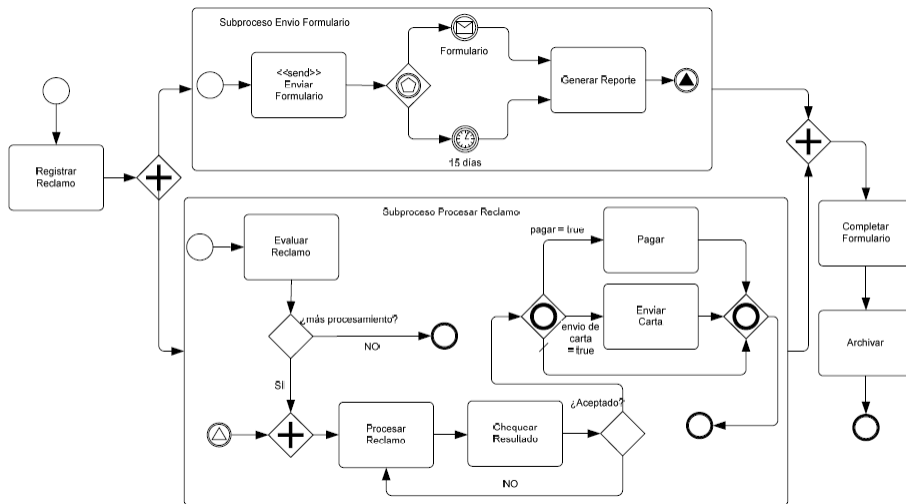 Subproceso Envio Formulario
<<send>>
Enviar
Formulario
Formulario
Generar Reporte
15 días
Registrar
Reclamo
Subproceso Procesar Reclamo
Evaluar
Reclamo
pagar = true
Pagar
Completar
Formulario
¿más procesamiento?
NO
envio de
carta
= true
Enviar
Carta
Archivar
SI
¿Aceptado?
Procesar
Reclamo
Chequear
Resultado
NO